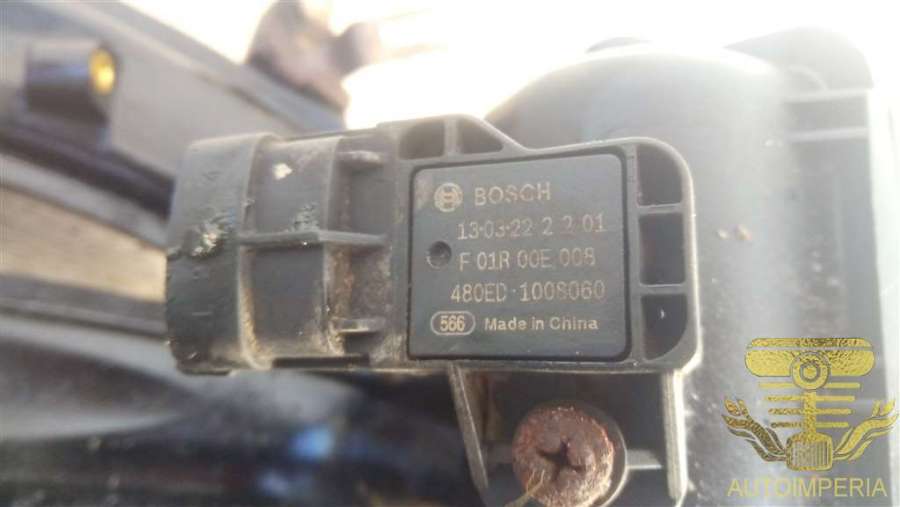 BOSCH
13·03·22 2 2 01
F 01R 00E 008
480ED·1008060
566 Made in China
AUTOIMPERIA